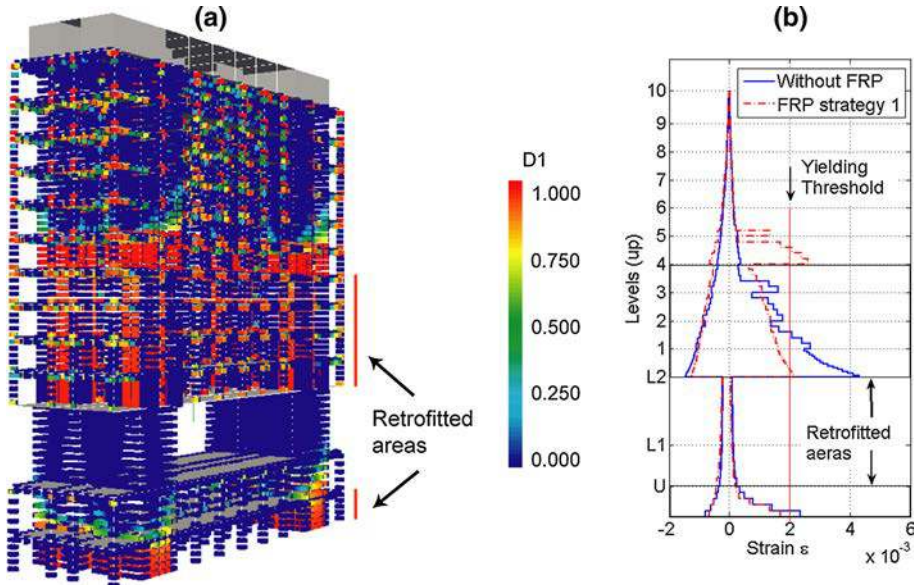 (a)
D1
1.000
0.750
0.500
0.250
0.000
Retrofitted
areas
(b)
Without FRP
FRP strategy 1
Yielding
Threshold
Levels (up)
10
9
8
7
6
5
4
3
2
1
L2
L1
U
Retrofitted
aeras
-2
0
2
4
6
Strain ε
x 10⁻³